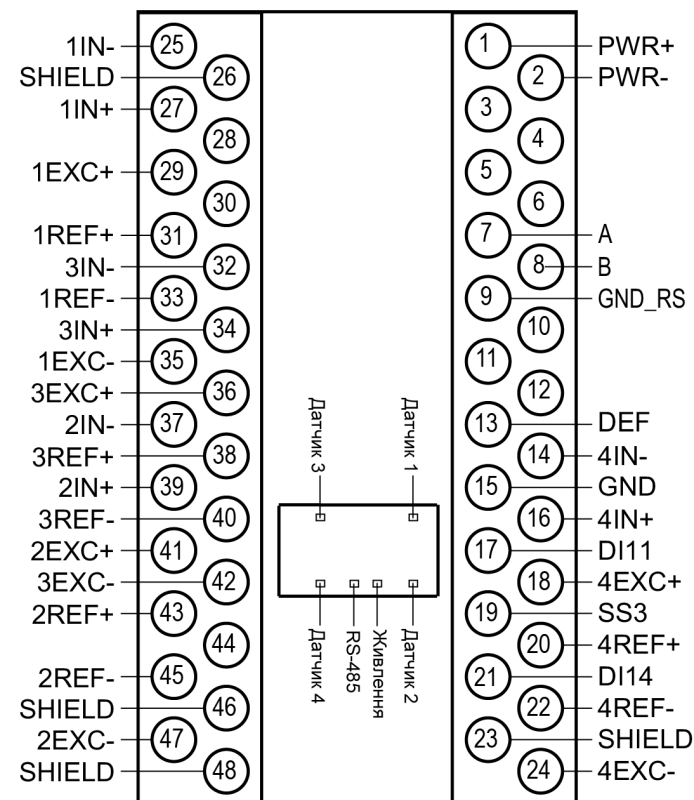 1IN- 25 1 PWR+
SHIELD 26 2 PWR-
1IN+ 27 3
28 4
1EXC+ 29 5
30 6
1REF+ 31 7 A
3IN- 32 8 B
1REF- 33 9 GND_RS
3IN+ 34 10
1EXC- 35 11
3EXC+ 36 12
2IN- 37 13 DEF
3REF+ 38 14 4IN-
2IN+ 39 15 GND
3REF- 40 16 4IN+
2EXC+ 41 17 DI11
3EXC- 42 18 4EXC+
2REF+ 43 19 SS3
44 20 4REF+
2REF- 45 21 DI14
SHIELD 46 22 4REF-
2EXC- 47 23 SHIELD
SHIELD 48 24 4EXC-
Датчик 3
Датчик 1
Датчик 4
RS-485
Живлення
Датчик 2